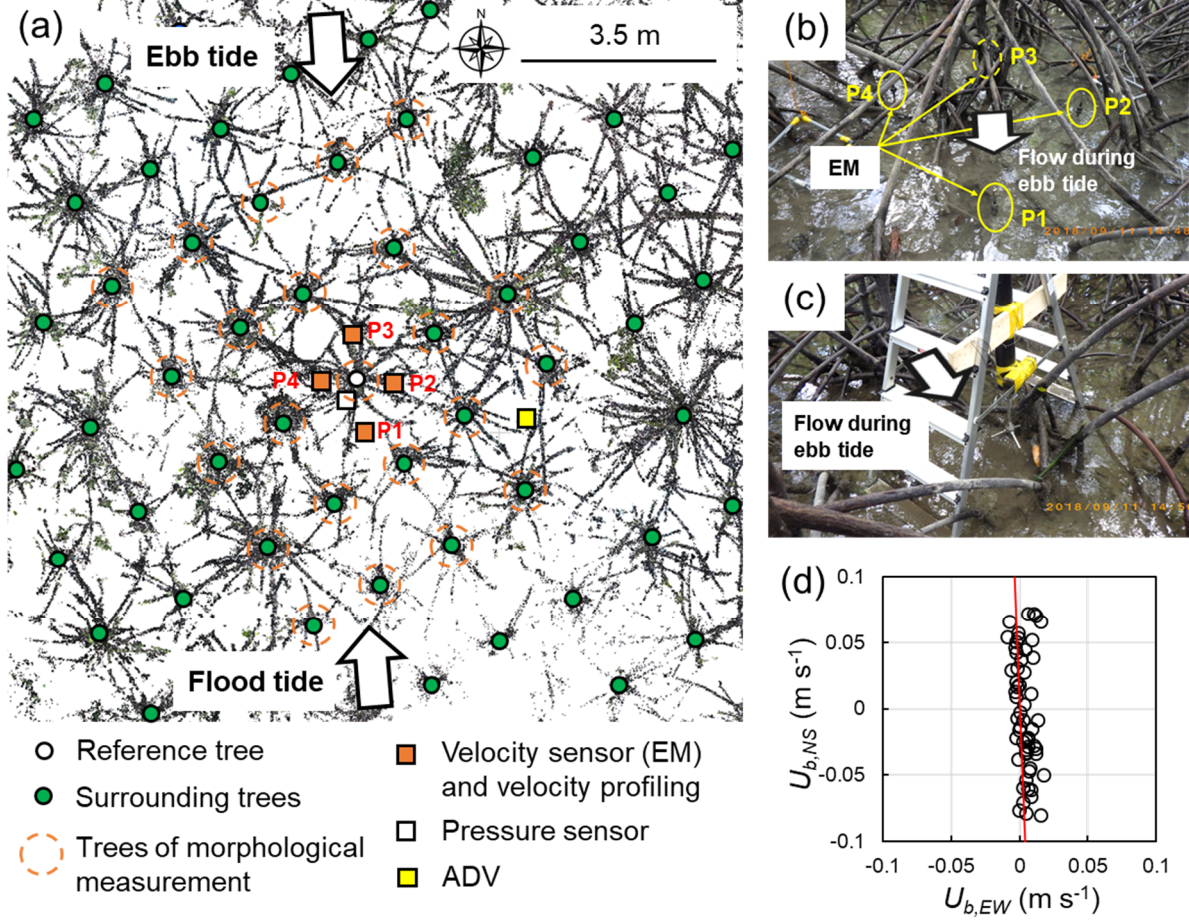 (a)
Ebb tide
N
3.5 m
P3
P4
P2
P1
Flood tide
Reference tree
Surrounding trees
Trees of morphological
measurement
Velocity sensor (EM)
and velocity profiling
Pressure sensor
ADV
(b)
P3
P4
P2
EM
Flow during
ebb tide
P1
2018/09/11 14:48
(c)
Flow during
ebb tide
2018/09/11 14:50
(d)
0.1
0.05
0
-0.05
-0.1
-0.1 -0.05 0 0.05 0.1
U_b,NS (m s⁻¹)
U_b,EW (m s⁻¹)